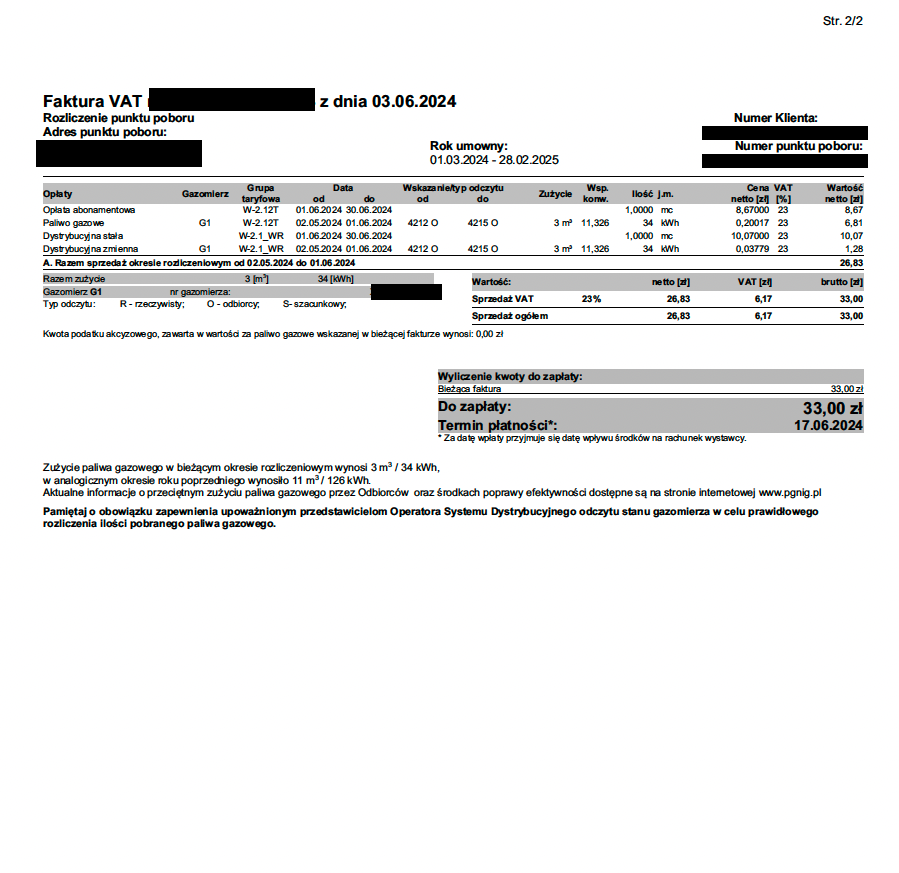 Str. 2/2
Faktura VAT z dnia 03.06.2024
Rozliczenie punktu poboru
Numer Klienta:
Adres punktu poboru:
Rok umowny:
Numer punktu poboru:
01.03.2024 - 28.02.2025
Opłaty Gazomierz Grupa taryfowa Data od do Wskazanie/typ odczytu od do Zużycie Wsp. konw. Ilość j.m. Cena netto [zł] VAT [%] Wartość netto [zł]
Opłata abonamentowa W-2.12T 01.06.2024 30.06.2024 1,0000 mc 8,67000 23 8,67
Paliwo gazowe G1 W-2.12T 02.05.2024 01.06.2024 4212 O 4215 O 3 m³ 11,326 34 kWh 0,20017 23 6,81
Dystrybucyjna stała W-2.1_WR 01.06.2024 30.06.2024 1,0000 mc 10,07000 23 10,07
Dystrybucyjna zmienna G1 W-2.1_WR 02.05.2024 01.06.2024 4212 O 4215 O 3 m³ 11,326 34 kWh 0,03779 23 1,28
A. Razem sprzedaż okresie rozliczeniowym od 02.05.2024 do 01.06.2024 26,83
Razem zużycie 3 [m³] 34 [kWh]
Gazomierz G1 nr gazomierza:
Typ odczytu: R - rzeczywisty; O - odbiorcy; S- szacunkowy;
Wartość: netto [zł] VAT [zł] brutto [zł]
Sprzedaż VAT 23% 26,83 6,17 33,00
Sprzedaż ogółem 26,83 6,17 33,00
Kwota podatku akcyzowego, zawarta w wartości za paliwo gazowe wskazanej w bieżącej fakturze wynosi: 0,00 zł
Wyliczenie kwoty do zapłaty:
Bieżąca faktura 33,00 zł
Do zapłaty: 33,00 zł
Termin płatności*: 17.06.2024
* Za datę wpłaty przyjmuje się datę wpływu środków na rachunek wystawcy.
Zużycie paliwa gazowego w bieżącym okresie rozliczeniowym wynosi 3 m³ / 34 kWh,
w analogicznym okresie roku poprzedniego wynosiło 11 m³ / 126 kWh.
Aktualne informacje o przeciętnym zużyciu paliwa gazowego przez Odbiorców oraz środkach poprawy efektywności dostępne są na stronie internetowej www.pgnig.pl
Pamiętaj o obowiązku zapewnienia upoważnionym przedstawicielom Operatora Systemu Dystrybucyjnego odczytu stanu gazomierza w celu prawidłowego
rozliczenia ilości pobranego paliwa gazowego.